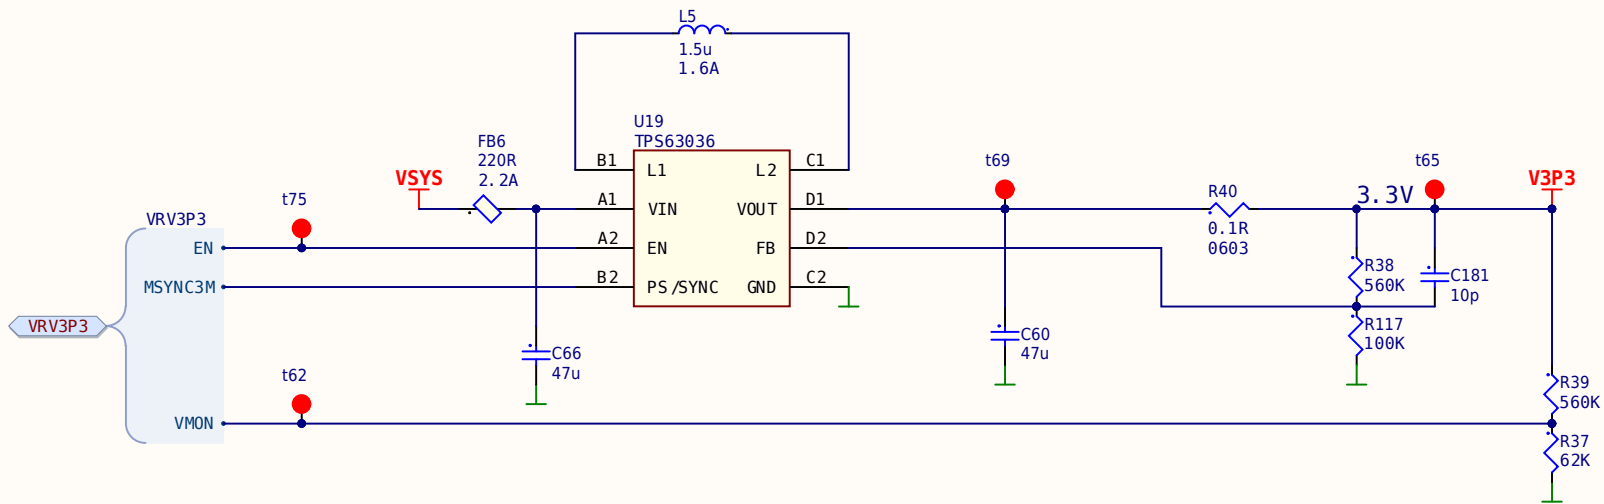 L5
1.5u
1.6A
U19
TPS63036
FB6
220R
2.2A
VSYS
B1
L1
L2
C1
A1
VIN
VOUT
D1
A2
EN
FB
D2
B2
PS/SYNC
GND
C2
t75
VRV3P3
EN
MSYNC3M
VRV3P3
VMON
t62
C66
47u
t69
C60
47u
R40
0.1R
0603
3.3V
t65
V3P3
R38
560K
C181
10p
R117
100K
R39
560K
R37
62K